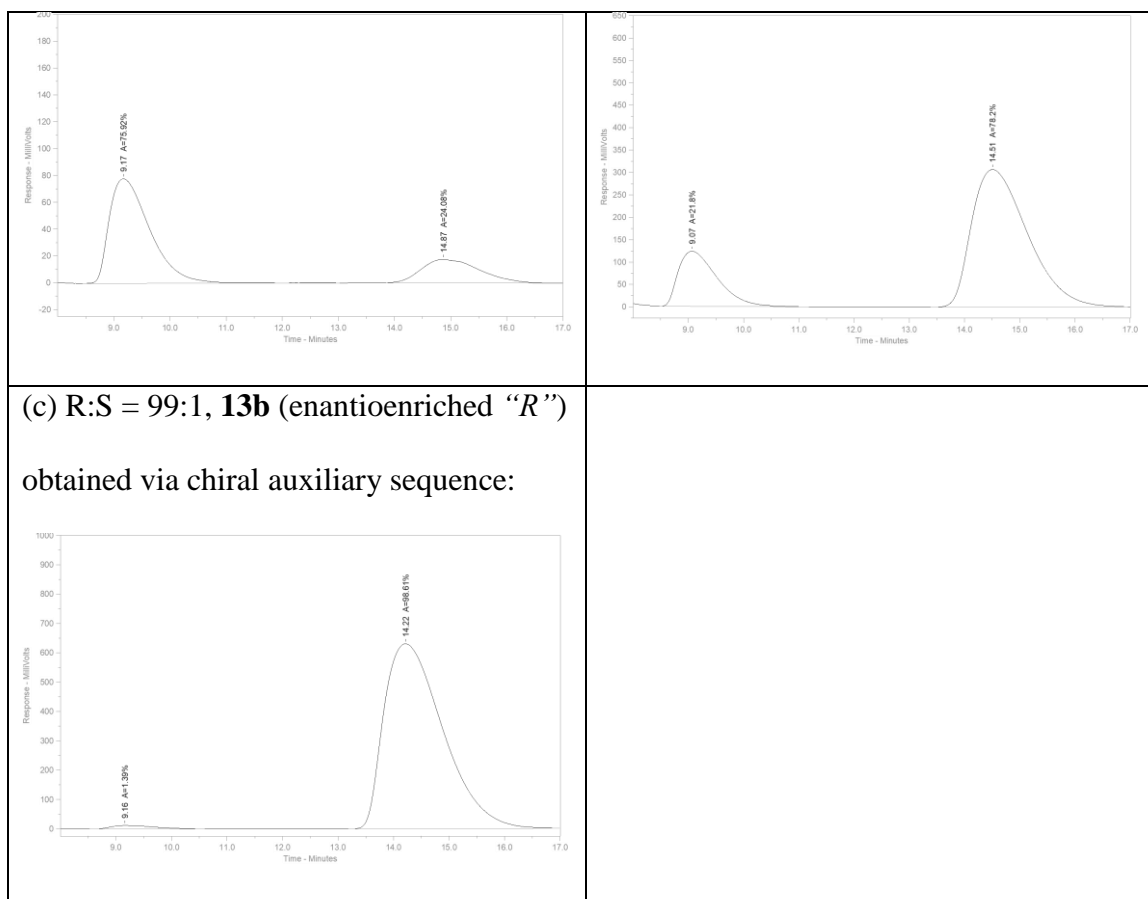 200
180
160
140
120
100
80
60
40
20
0
-20
Response - MilliVolts
9.17 A=75.92%
14.87 A=24.08%
9.0 10.0 11.0 12.0 13.0 14.0 15.0 16.0 17.0
Time - Minutes
650
600
550
500
450
400
350
300
250
200
150
100
50
0
Response - MilliVolts
9.07 A=21.8%
14.51 A=78.2%
9.0 10.0 11.0 12.0 13.0 14.0 15.0 16.0 17.0
Time - Minutes
(c) R:S = 99:1, 13b (enantioenriched “R”)
obtained via chiral auxiliary sequence:
1000
900
800
700
600
500
400
300
200
100
0
Response - MilliVolts
9.16 A=1.39%
14.22 A=98.61%
9.0 10.0 11.0 12.0 13.0 14.0 15.0 16.0 17.0
Time - Minutes